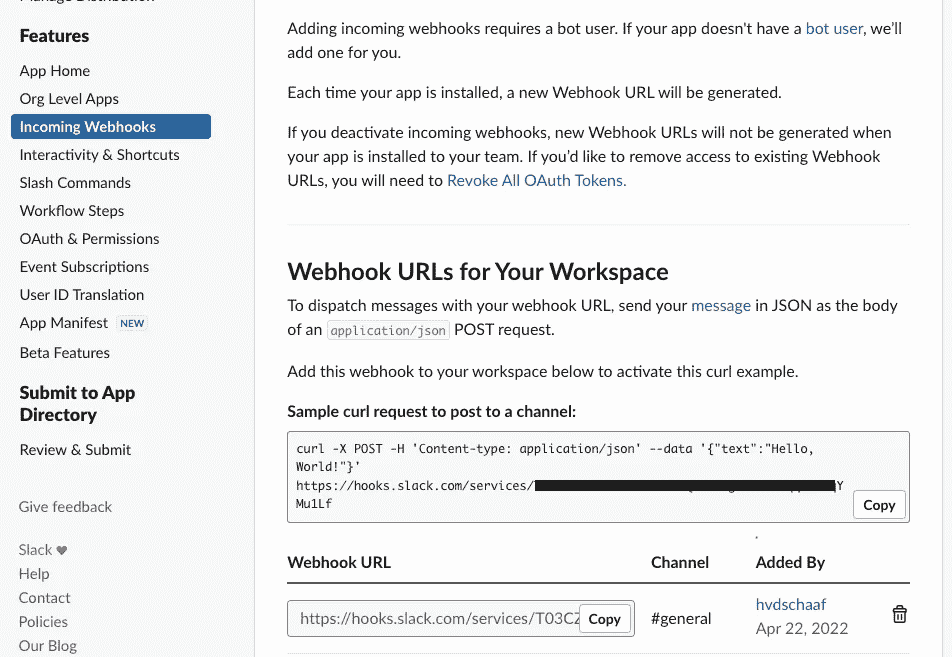 Manage Distribution
Features
App Home
Org Level Apps
Incoming Webhooks
Interactivity & Shortcuts
Slash Commands
Workflow Steps
OAuth & Permissions
Event Subscriptions
User ID Translation
App Manifest NEW
Beta Features
Submit to App
Directory
Review & Submit
Give feedback
Slack ♥
Help
Contact
Policies
Our Blog
Adding incoming webhooks requires a bot user. If your app doesn't have a bot user, we’ll
add one for you.
Each time your app is installed, a new Webhook URL will be generated.
If you deactivate incoming webhooks, new Webhook URLs will not be generated when
your app is installed to your team. If you’d like to remove access to existing Webhook
URLs, you will need to Revoke All OAuth Tokens.
Webhook URLs for Your Workspace
To dispatch messages with your webhook URL, send your message in JSON as the body
of an application/json POST request.
Add this webhook to your workspace below to activate this curl example.
Sample curl request to post to a channel:
curl -X POST -H 'Content-type: application/json' --data '{"text":"Hello,
World!"}'
https://hooks.slack.com/services/ Y
Mu1Lf
Copy
Webhook URL Channel Added By
https://hooks.slack.com/services/T03CZ Copy #general hvdschaaf
Apr 22, 2022